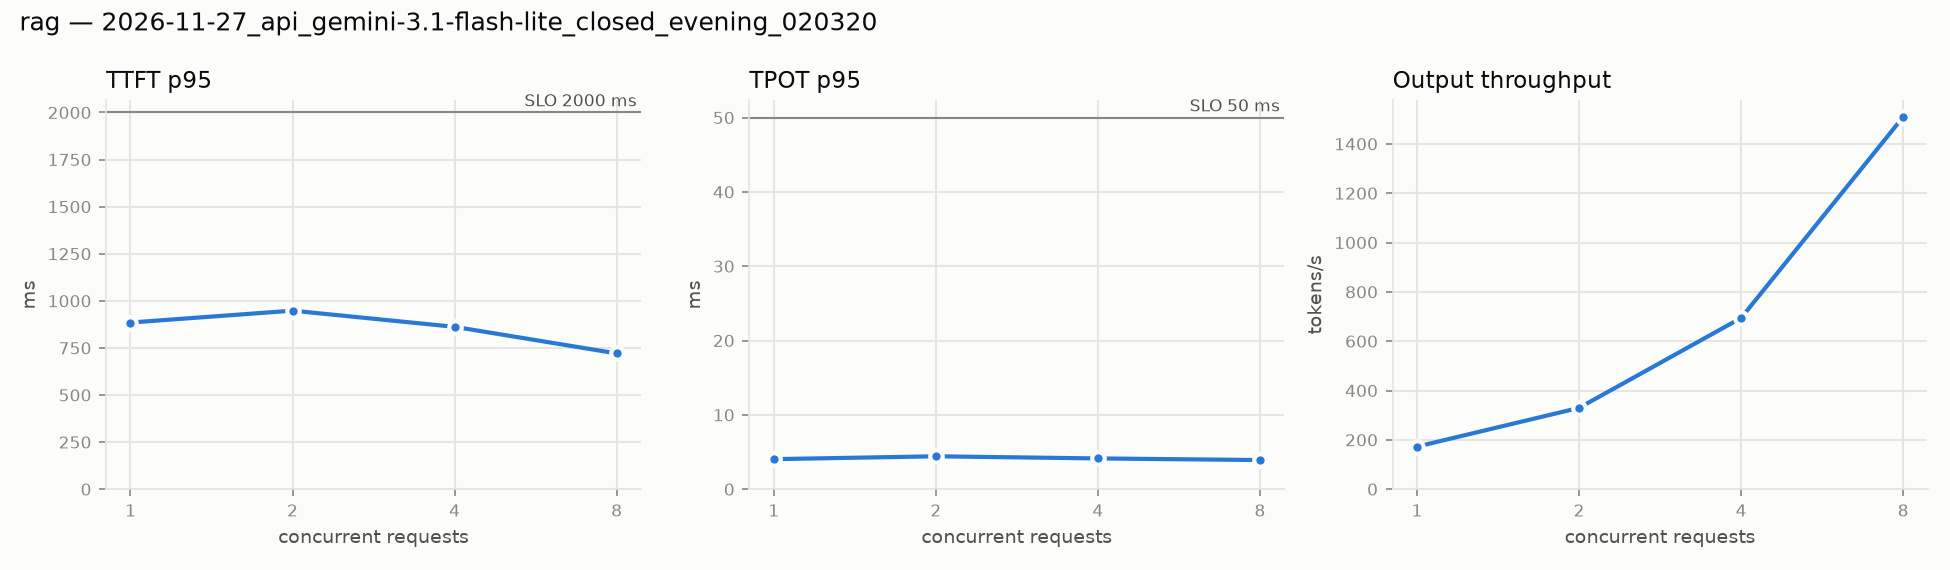 rag — 2026-11-27_api_gemini-3.1-flash-lite_closed_evening_020320
TTFT p95
SLO 2000 ms
2000
1750
1500
1250
1000
750
500
250
0
ms
1 2 4 8
concurrent requests
TPOT p95
SLO 50 ms
50
40
30
20
10
0
ms
1 2 4 8
concurrent requests
Output throughput
1400
1200
1000
800
600
400
200
0
tokens/s
1 2 4 8
concurrent requests